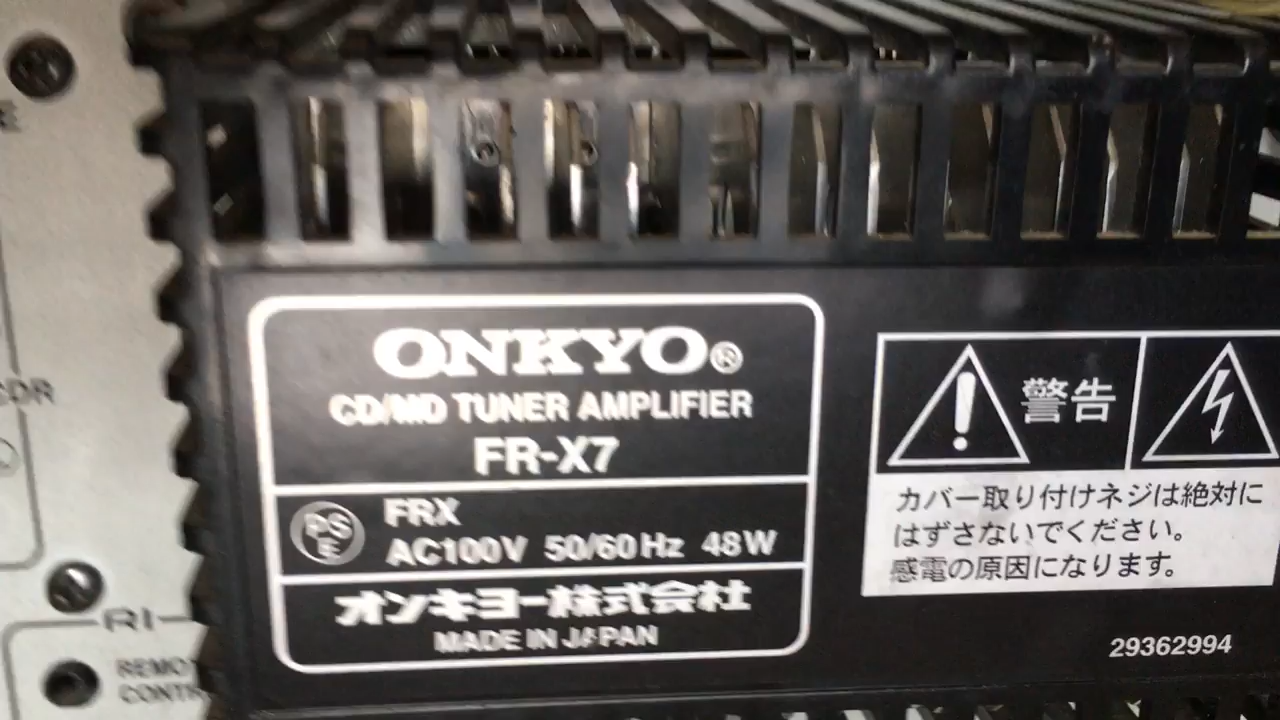 ONKYO®
CD/MD TUNER AMPLIFIER
FR-X7
PSE
FRX
AC100V 50/60Hz 48W
オンキヨー株式会社
MADE IN JAPAN
警告
カバー取り付けネジは絶対に
はずさないでください。
感電の原因になります。
29362994
CDR
RI